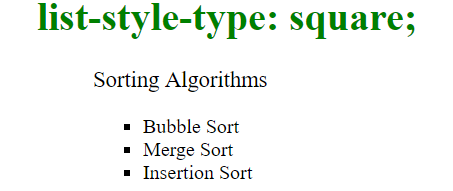 list-style-type: square;
Sorting Algorithms
Bubble Sort
Merge Sort
Insertion Sort